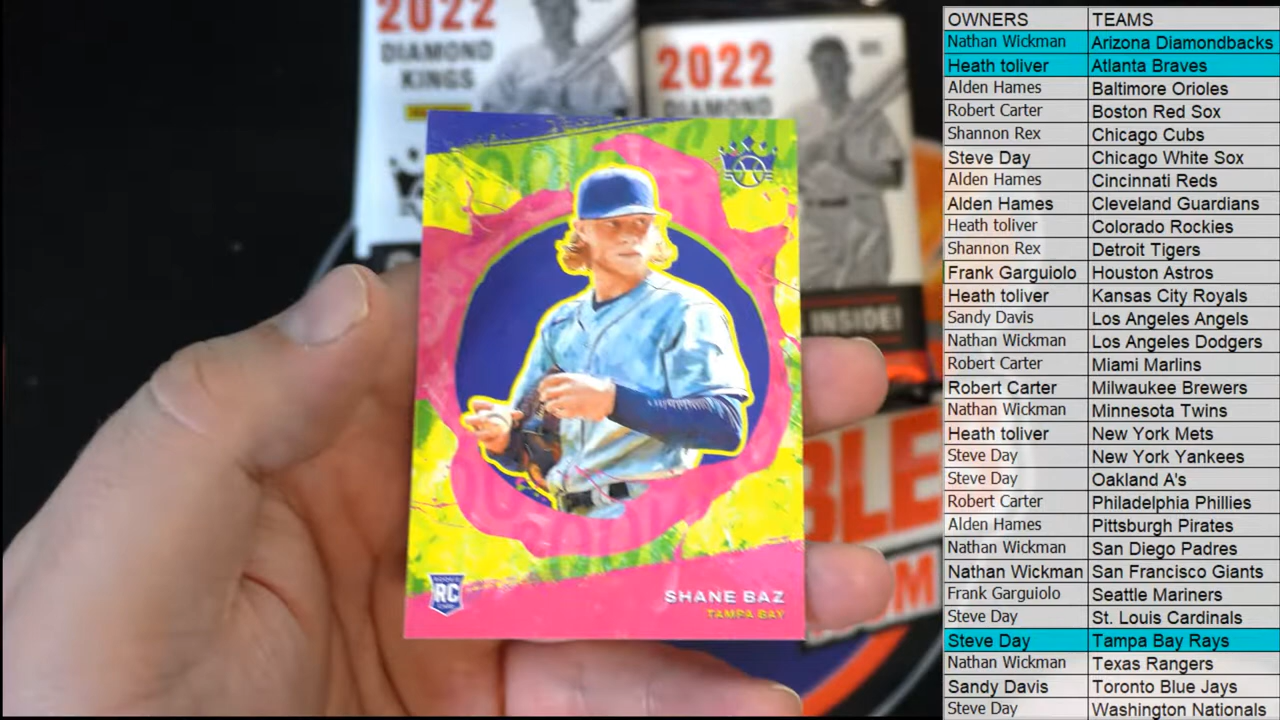 2022
DIAMOND
KINGS
2022
DIAMOND
INSIDE!
RC
SHANE BAZ
TAMPA BAY
BLE
OM
OWNERS TEAMS
Nathan Wickman Arizona Diamondbacks
Heath toliver Atlanta Braves
Alden Hames Baltimore Orioles
Robert Carter Boston Red Sox
Shannon Rex Chicago Cubs
Steve Day Chicago White Sox
Alden Hames Cincinnati Reds
Alden Hames Cleveland Guardians
Heath toliver Colorado Rockies
Shannon Rex Detroit Tigers
Frank Garguiolo Houston Astros
Heath toliver Kansas City Royals
Sandy Davis Los Angeles Angels
Nathan Wickman Los Angeles Dodgers
Robert Carter Miami Marlins
Robert Carter Milwaukee Brewers
Nathan Wickman Minnesota Twins
Heath toliver New York Mets
Steve Day New York Yankees
Steve Day Oakland A's
Robert Carter Philadelphia Phillies
Alden Hames Pittsburgh Pirates
Nathan Wickman San Diego Padres
Nathan Wickman San Francisco Giants
Frank Garguiolo Seattle Mariners
Steve Day St. Louis Cardinals
Steve Day Tampa Bay Rays
Nathan Wickman Texas Rangers
Sandy Davis Toronto Blue Jays
Steve Day Washington Nationals